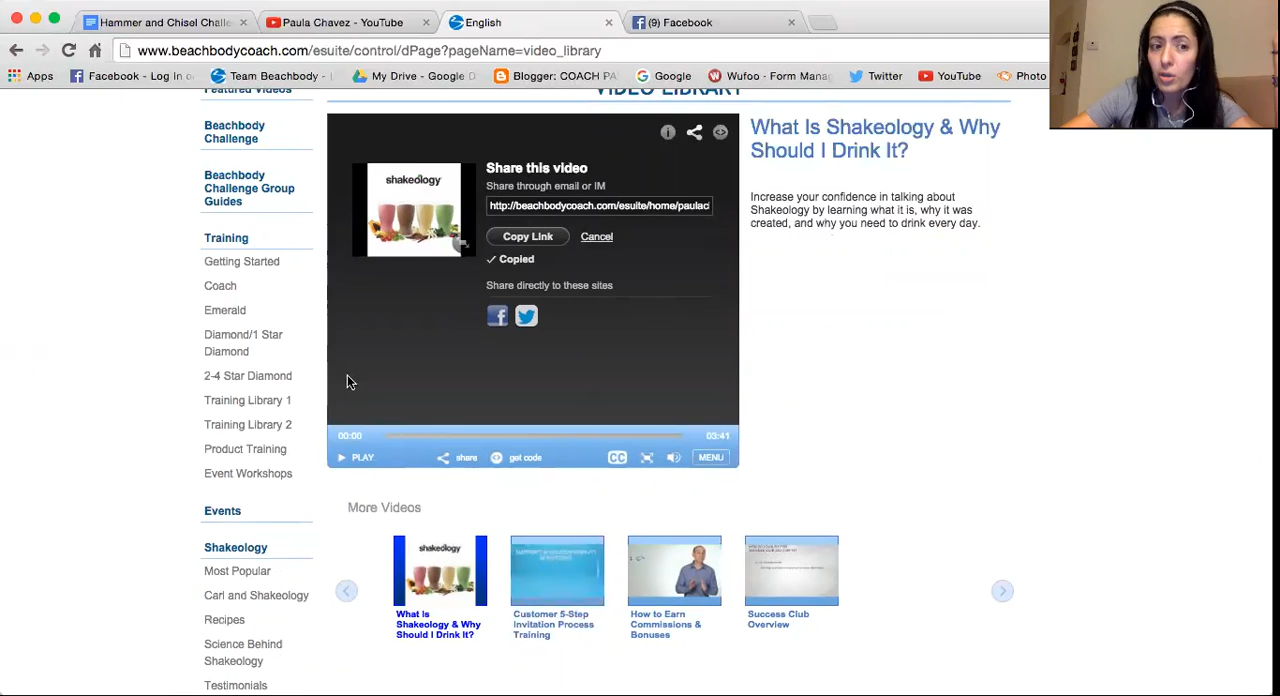 Hammer and Chisel Challe
Paula Chavez - YouTube
English
(9) Facebook
www.beachbodycoach.com/esuite/control/dPage?pageName=video_library
Apps
Facebook - Log In o
Team Beachbody -
My Drive - Google D
Blogger: COACH PA
Google
Wufoo - Form Mana
Twitter
YouTube
Photo
Featured Videos
VIDEO LIBRARY
Beachbody
Challenge
Beachbody
Challenge Group
Guides
Training
Getting Started
Coach
Emerald
Diamond/1 Star
Diamond
2-4 Star Diamond
Training Library 1
Training Library 2
Product Training
Event Workshops
Events
Shakeology
Most Popular
Carl and Shakeology
Recipes
Science Behind
Shakeology
Testimonials
shakeology
Share this video
Share through email or IM
http://beachbodycoach.com/esuite/home/paulac
Copy Link
Cancel
✓ Copied
Share directly to these sites
00:00
03:41
PLAY
share
get code
CC
MENU
What Is Shakeology & Why
Should I Drink It?
Increase your confidence in talking about
Shakeology by learning what it is, why it was
created, and why you need to drink every day.
More Videos
shakeology
What Is
Shakeology & Why
Should I Drink It?
Customer 5-Step
Invitation Process
Training
How to Earn
Commissions &
Bonuses
Success Club
Overview